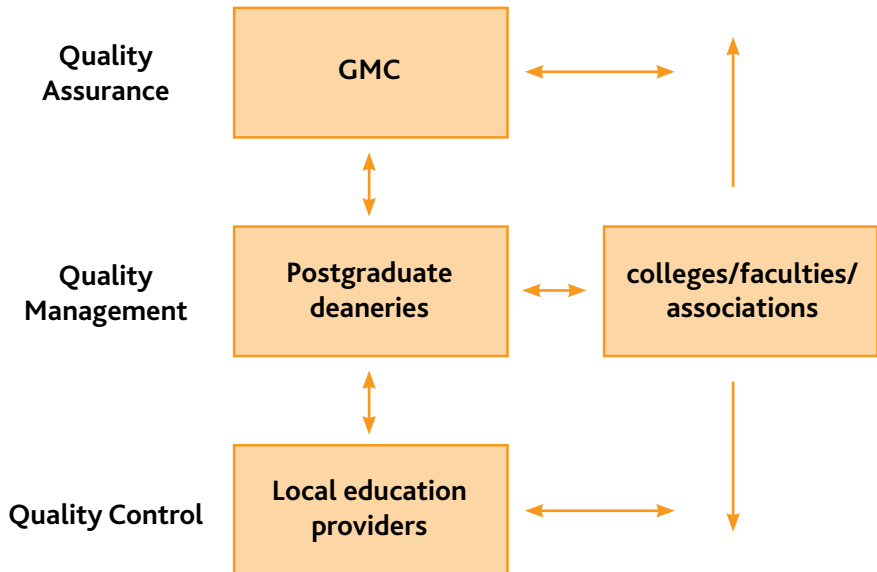 Quality
Assurance
GMC
Quality
Management
Postgraduate
deaneries
colleges/faculties/
associations
Quality Control
Local education
providers